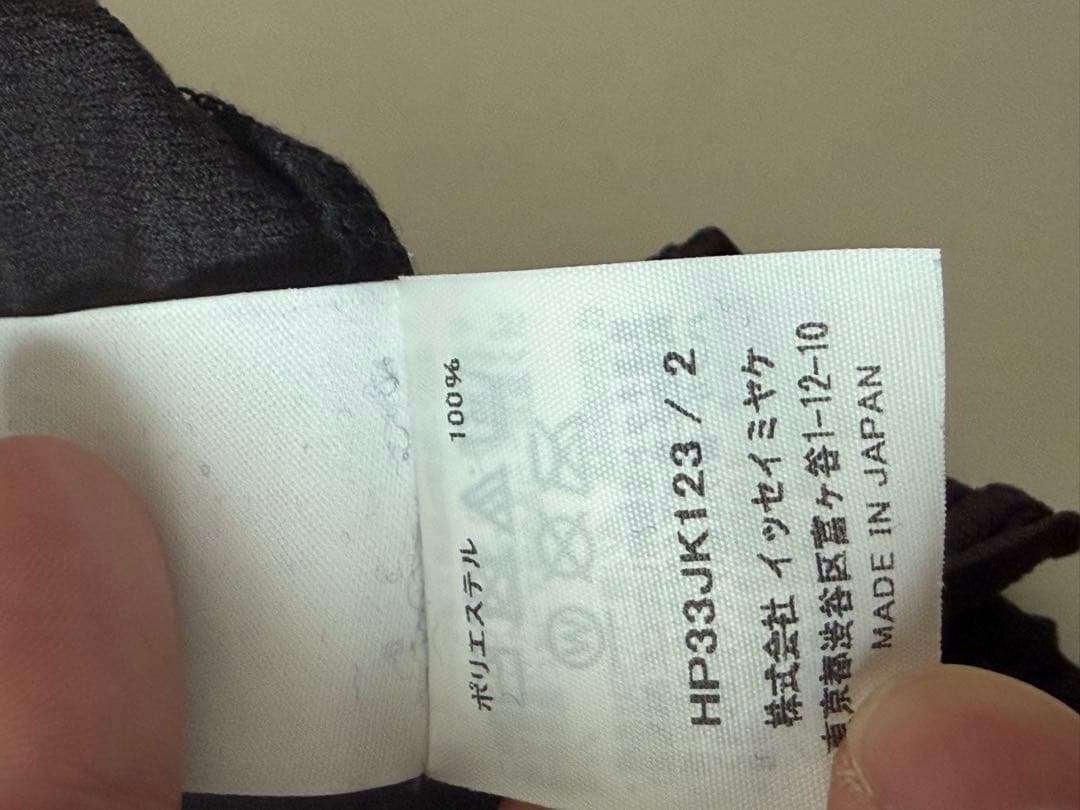 ポリエステル 100%
HP33JK123 / 2
株式会社 イッセイミヤケ
東京都渋谷区富ヶ谷1-12-10
MADE IN JAPAN